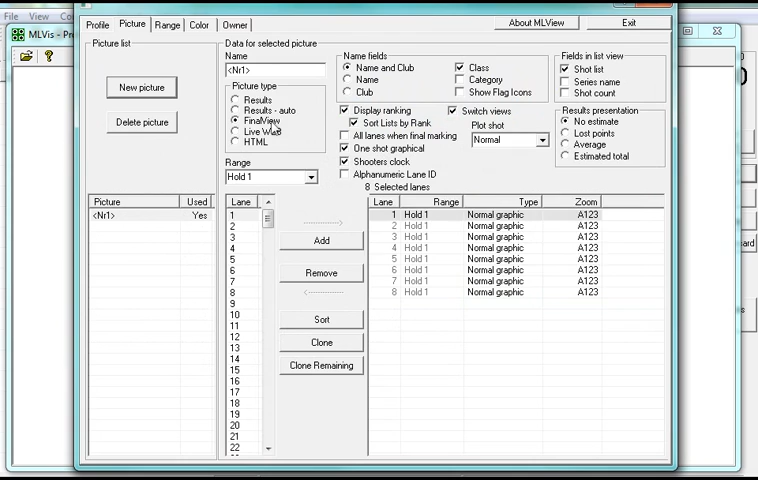 File View Co
MLVis - Pro
Profile Picture Range Color Owner
About MLView Exit
Picture list
New picture
Delete picture
Data for selected picture
Name
<Nr1>
Picture type
Results
Results - auto
FinalView
HTML
Range
Hold 1
Name fields
Name and Club
Name
Club
Class
Category
Show Flag Icons
Fields in list view
Shot list
Series name
Shot count
Display ranking
Sort Lists by Rank
All lanes when final marking
One shot graphical
Shooters clock
Alphanumeric Lane ID
Switch views
Plot shot
Normal
Results presentation
No estimate
Lost points
Average
Estimated total
8 Selected lanes
Picture Used
<Nr1> Yes
Lane
1
2
3
4
5
6
7
8
9
10
11
12
13
14
15
16
17
18
19
20
21
22
Add
Remove
Sort
Clone
Clone Remaining
Lane Range Type Zoom
1 Hold 1 Normal graphic A123
2 Hold 1 Normal graphic A123
3 Hold 1 Normal graphic A123
4 Hold 1 Normal graphic A123
5 Hold 1 Normal graphic A123
6 Hold 1 Normal graphic A123
7 Hold 1 Normal graphic A123
8 Hold 1 Normal graphic A123